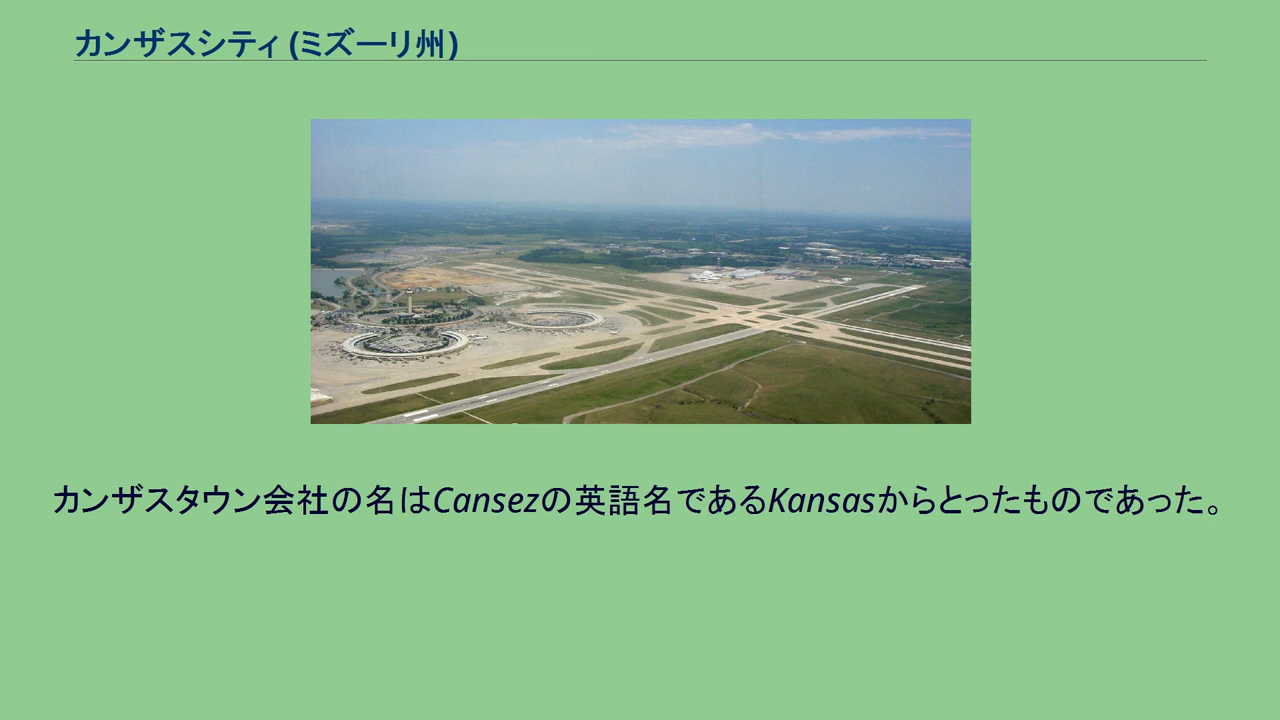 カンザスシティ (ミズーリ州)
カンザスタウン会社の名はCansezの英語名であるKansasからとったものであった。